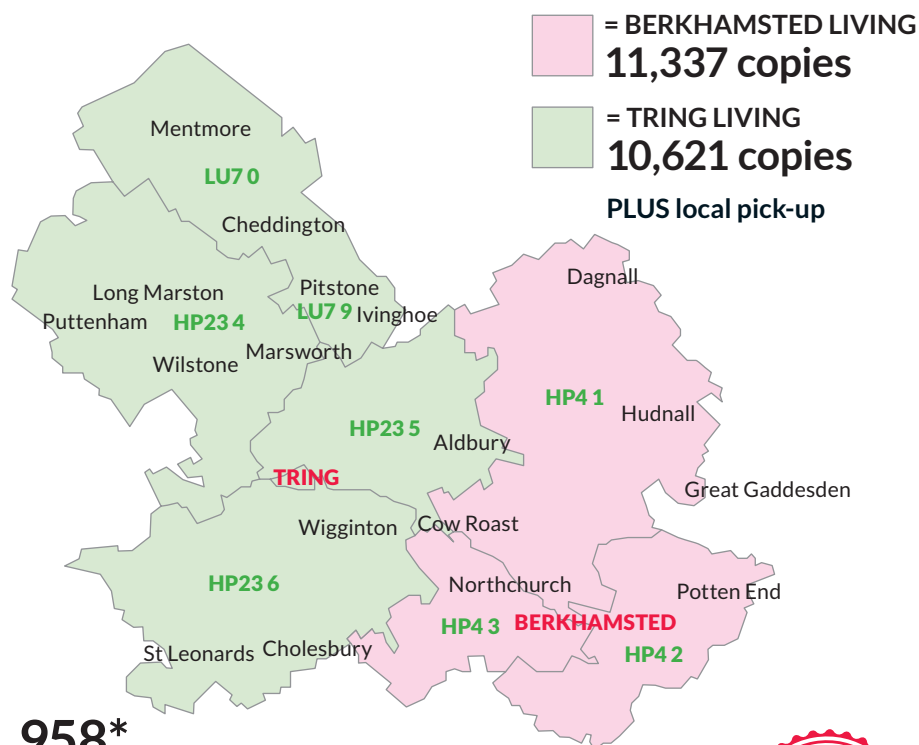 = BERKHAMSTED LIVING
11,337 copies
= TRING LIVING
10,621 copies
PLUS local pick-up
Mentmore
LU7 0
Cheddington
Dagnall
Pitstone
Long Marston
LU7 9 Ivinghoe
Puttenham HP23 4
Marsworth
Wilstone
HP4 1
Hudnall
HP23 5
Aldbury
TRING
Great Gaddesden
Wigginton
Cow Roast
HP23 6
Northchurch
Potten End
HP4 3 BERKHAMSTED
St Leonards Cholesbury
HP4 2
958*